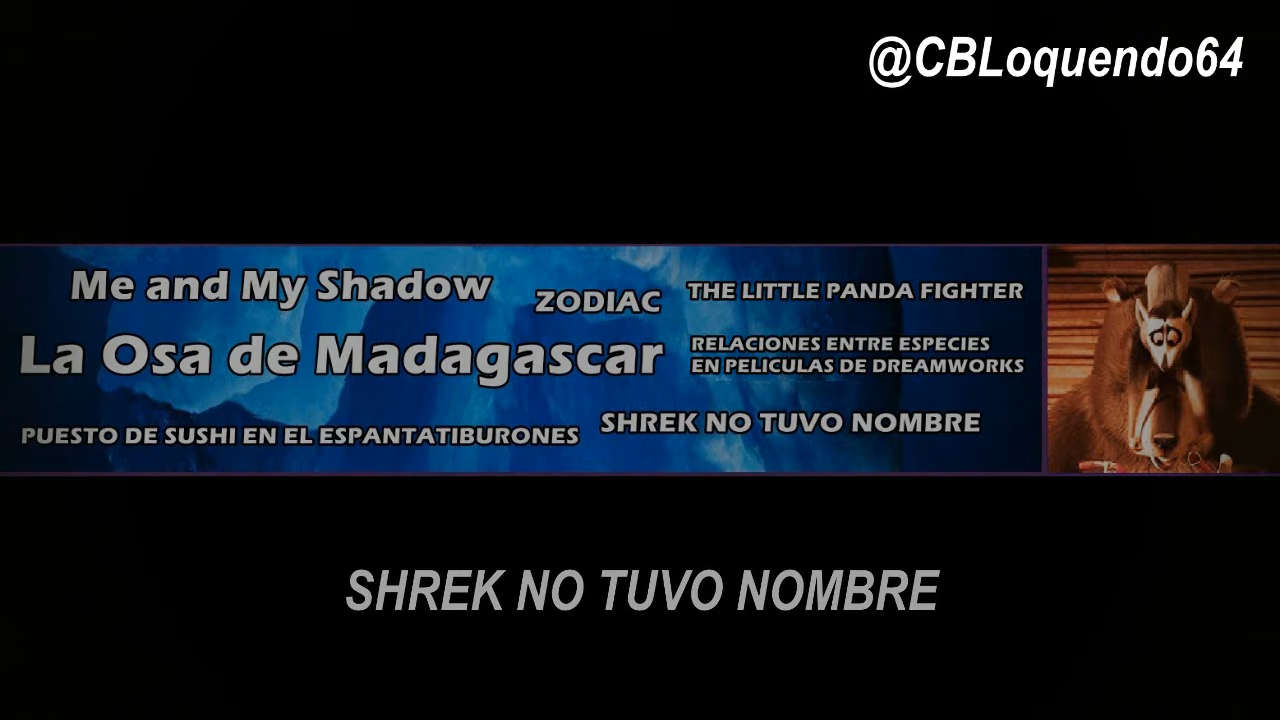 @CBLoquendo64
Me and My Shadow
ZODIAC
THE LITTLE PANDA FIGHTER
La Osa de Madagascar
RELACIONES ENTRE ESPECIES
EN PELICULAS DE DREAMWORKS
PUESTO DE SUSHI EN EL ESPANTATIBURONES
SHREK NO TUVO NOMBRE
SHREK NO TUVO NOMBRE